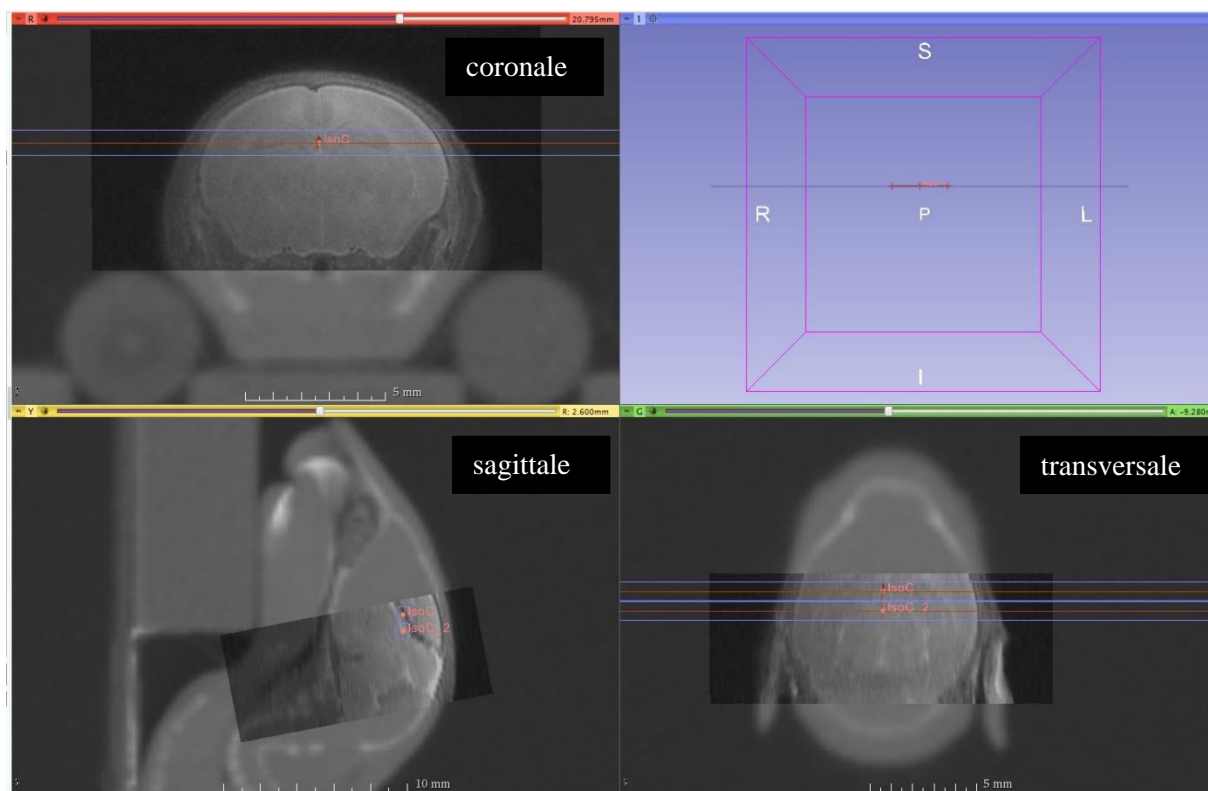 R
20.795mm
coronale
IsoC
5 mm
1
S
R
P
L
I
Y
R: 2.600mm
sagittale
IsoC
IsoC_2
10 mm
G
A: -9.280
transversale
IsoC
IsoC_2
5 mm